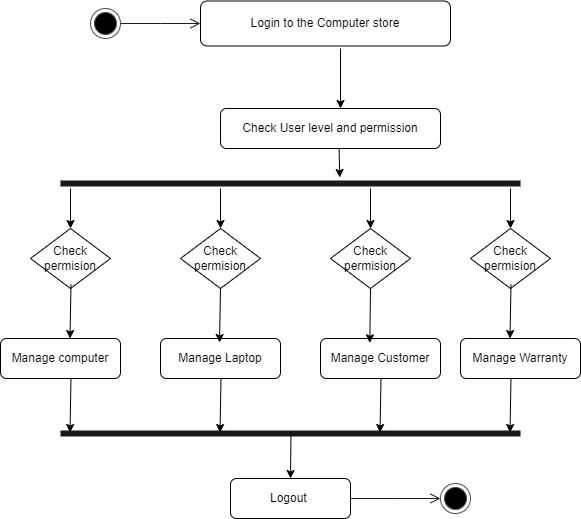 Login to the Computer store
Check User level and permission
Check
permision
Check
permision
Check
permision
Check
permision
Manage computer
Manage Laptop
Manage Customer
Manage Warranty
Logout